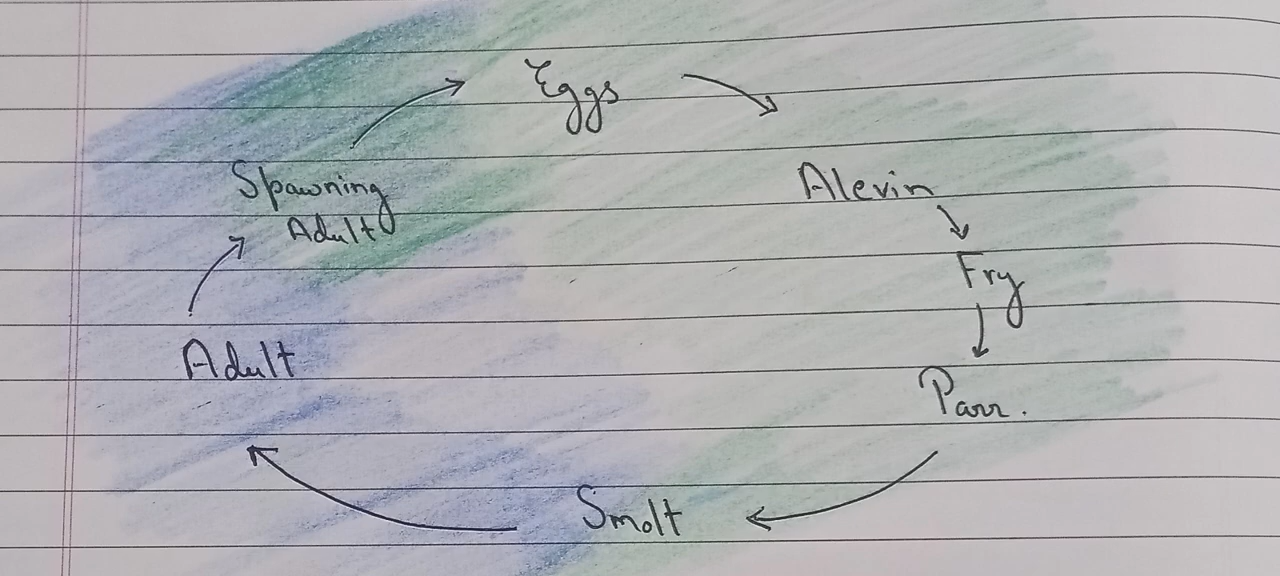 Eggs
Spawning
Adult
Alevin
Fry
Adult
Parr.
Smolt